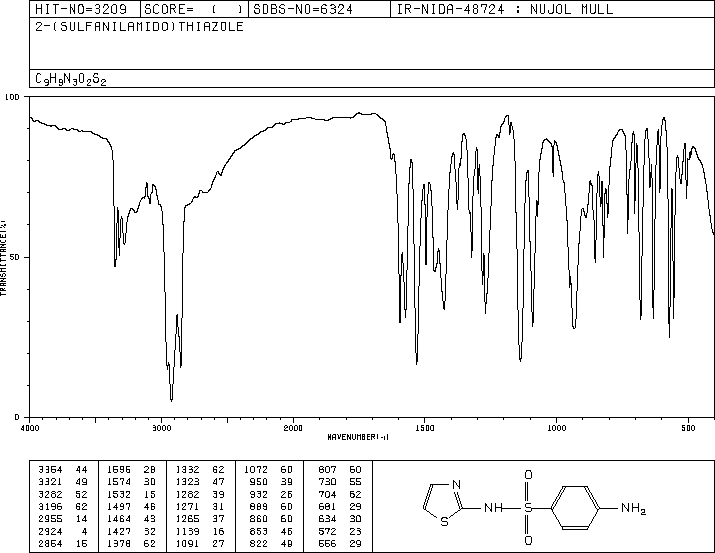 HIT-NO=3209 SCORE= ( ) SDBS-NO=6324 IR-NIDA-48724 : NUJOL MULL
2-(SULFANILAMIDO)THIAZOLE
C9H9N3O2S2
100
50
0
TRANSMITTANCE(%)
4000 3000 2000 1500 1000 500
WAVENUMBER(-1)
3354 44 1595 28 1332 62 1072 60 807 60
3321 49 1574 30 1323 47 950 39 730 55
3282 52 1532 15 1282 39 932 26 704 62
3196 62 1497 46 1271 31 889 60 681 29
2955 14 1464 43 1265 37 860 60 634 30
2924 4 1427 32 1139 16 853 46 572 23
2854 15 1378 62 1091 27 822 48 556 29
N
S
NH
O
S
O
NH2